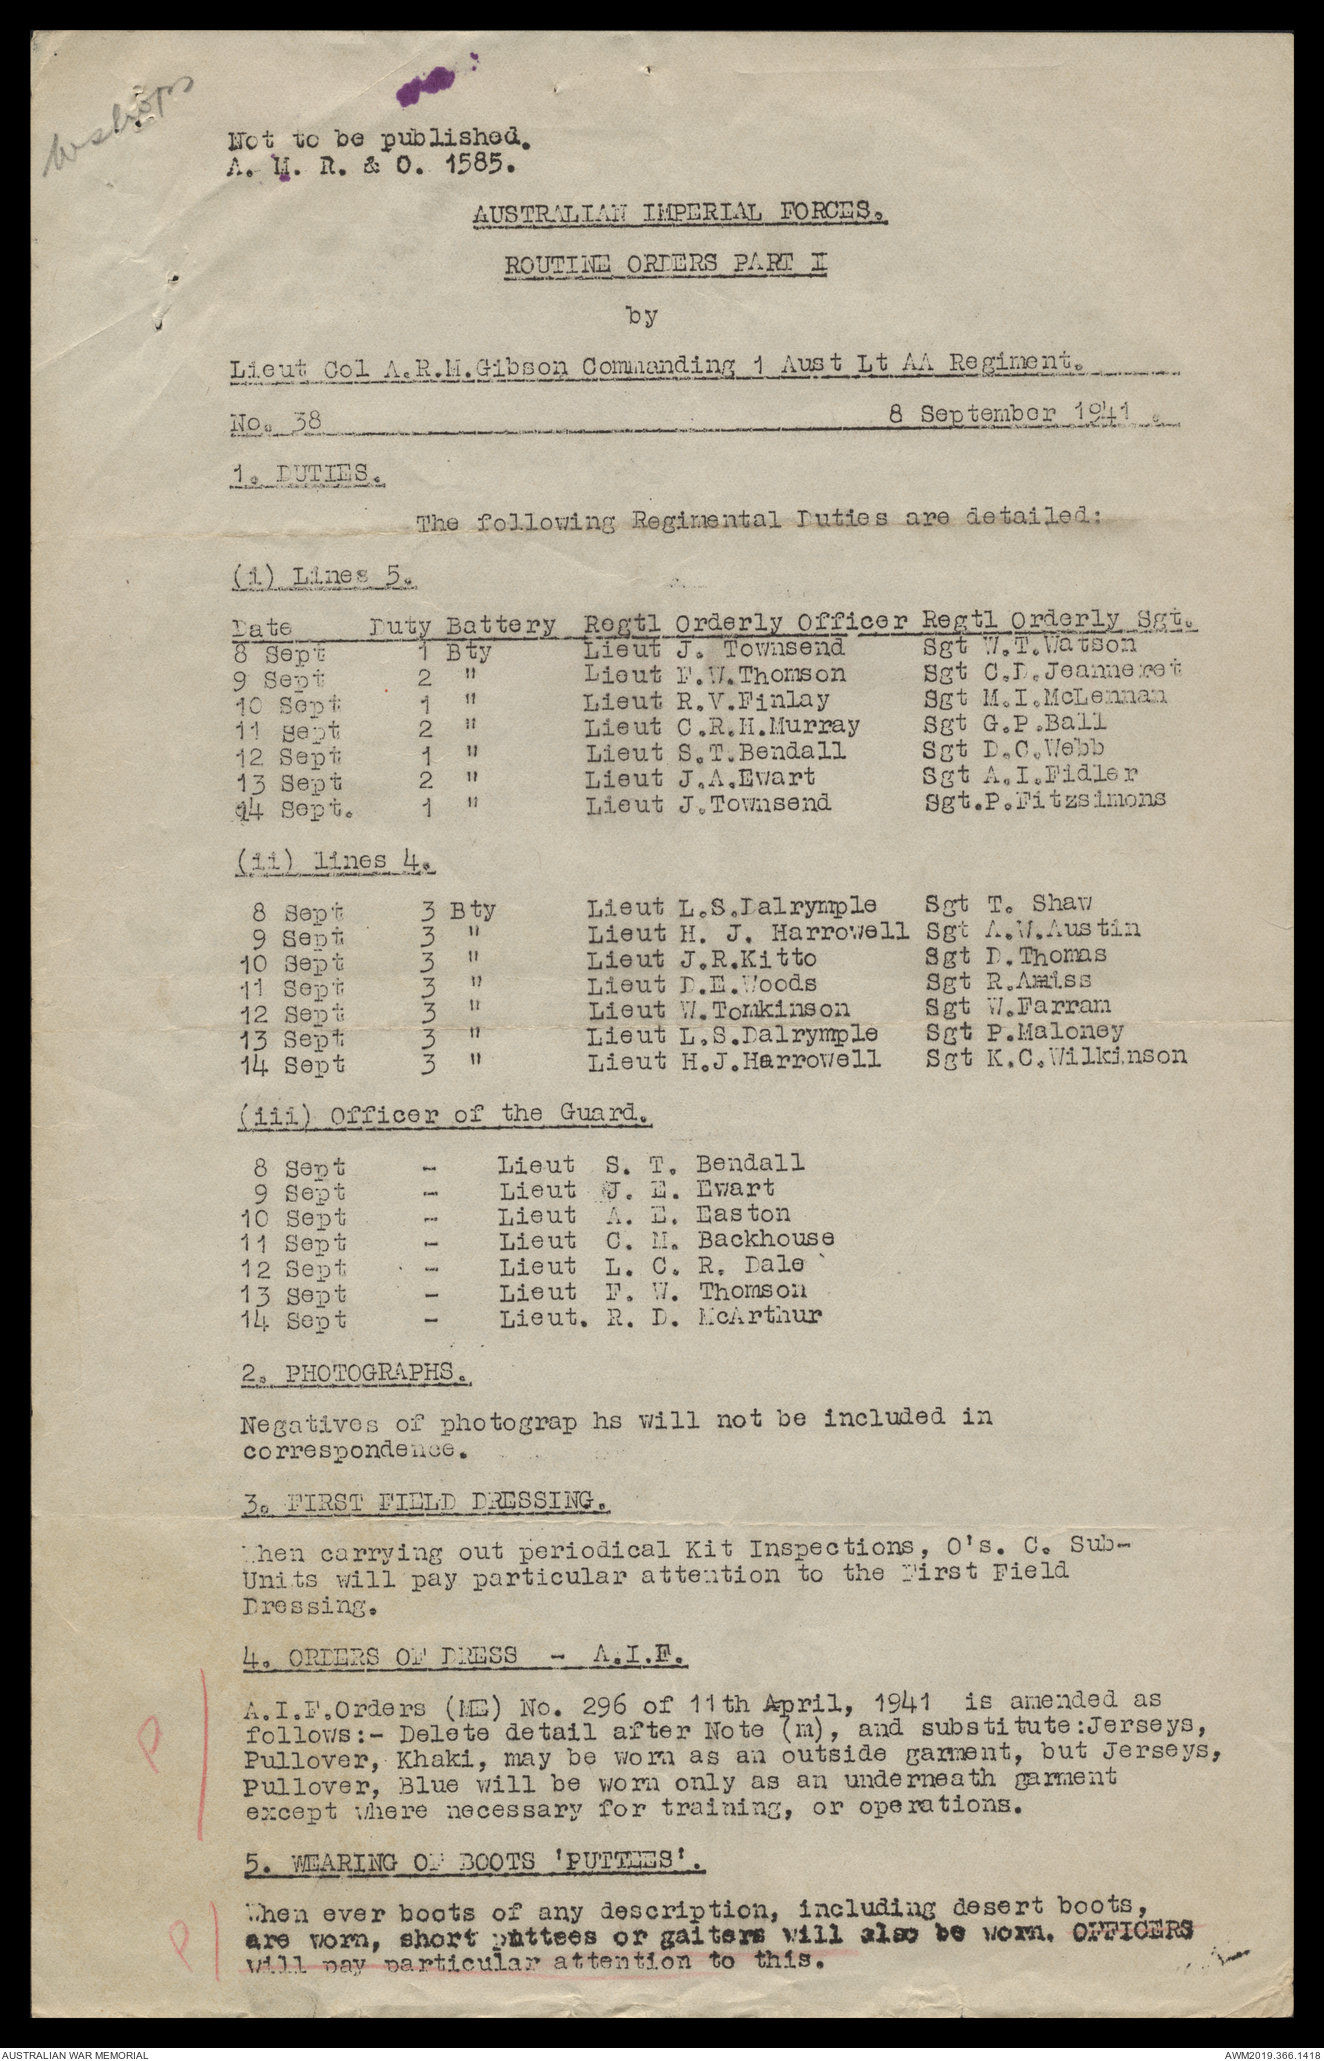 Wshops
Not to be published.
A. M. R. & O. 1585.
AUSTRALIAN IMPERIAL FORCES.
ROUTINE ORDERS PART II
by
Lieut Col A.R.M.Gibson Commanding 1 Aust Lt AA Regiment.
No. 38 8 September 1941.
1. DUTIES.
The following Regimental Duties are detailed:
(i) Lines 5.
Date Duty Battery Regtl Orderly Officer Regtl Orderly Sgt.
8 Sept 1 Bty Lieut J. Townsend Sgt W.T.Watson
9 Sept 2 " Lieut F.W.Thomson Sgt C.D.Jeanneret
10 Sept 1 " Lieut R.V.Finlay Sgt M.I.McLennan
11 Sept 2 " Lieut C.R.H.Murray Sgt G.P.Ball
12 Sept 1 " Lieut S.T.Bendall Sgt D.C.Webb
13 Sept 2 " Lieut J.A.Ewart Sgt A.I.Fidler
14 Sept. 1 " Lieut J.Townsend Sgt.P.Fitzsimons
(ii) lines 4.
8 Sept 3 Bty Lieut L.S.Dalrymple Sgt T. Shaw
9 Sept 3 " Lieut H. J. Harrowell Sgt A.W.Austin
10 Sept 3 " Lieut J.R.Kitto Sgt D.Thomas
11 Sept 3 " Lieut D.E.Woods Sgt R.Amiss
12 Sept 3 " Lieut W.Tomkinson Sgt W.Farram
13 Sept 3 " Lieut L.S.Dalrymple Sgt P.Maloney
14 Sept 3 " Lieut H.J.Harrowell Sgt K.C.Wilkinson
(iii) Officer of the Guard.
8 Sept - Lieut S. T. Bendall
9 Sept - Lieut J. E. Ewart
10 Sept - Lieut A. E. Easton
11 Sept - Lieut C. M. Backhouse
12 Sept - Lieut L. C. R. Dale
13 Sept - Lieut F. W. Thomson
14 Sept - Lieut. R. D. McArthur
2. PHOTOGRAPHS.
Negatives of photograp hs will not be included in
correspondence.
3. FIRST FIELD DRESSING.
When carrying out periodical Kit Inspections, O's. C. Sub-
Units will pay particular attention to the First Field
Dressing.
4. ORDERS OF DRESS - A.I.F.
P A.I.F.Orders (ME) No. 296 of 11th April, 1941 is amended as
follows:- Delete detail after Note (m), and substitute:Jerseys,
Pullover, Khaki, may be worn as an outside garment, but Jerseys,
Pullover, Blue will be worn only as an underneath garment
except where necessary for training, or operations.
5. WEARING OF BOOTS 'PUTTEES'.
P When ever boots of any description, including desert boots,
are worn, short puttees or gaiters will also be worn. OFFICERS
will pay particular attention to this.
AUSTRALIAN WAR MEMORIAL AWM2019.366.1418